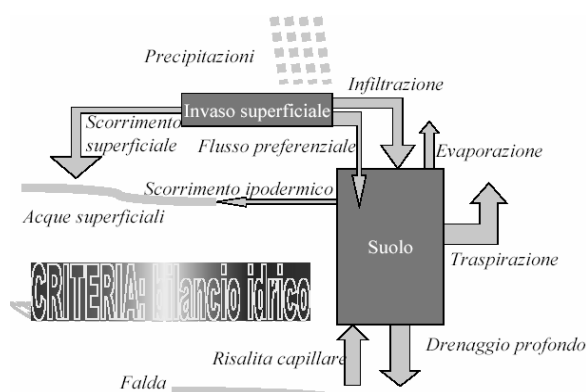 Precipitazioni
Infiltrazione
Invaso superficiale
Scorrimento
superficiale
Flusso preferenziale
Evaporazione
Scorrimento ipodermico
Acque superficiali
Suolo
Traspirazione
CRITERIA: bilancio idrico
Risalita capillare
Drenaggio profondo
Falda